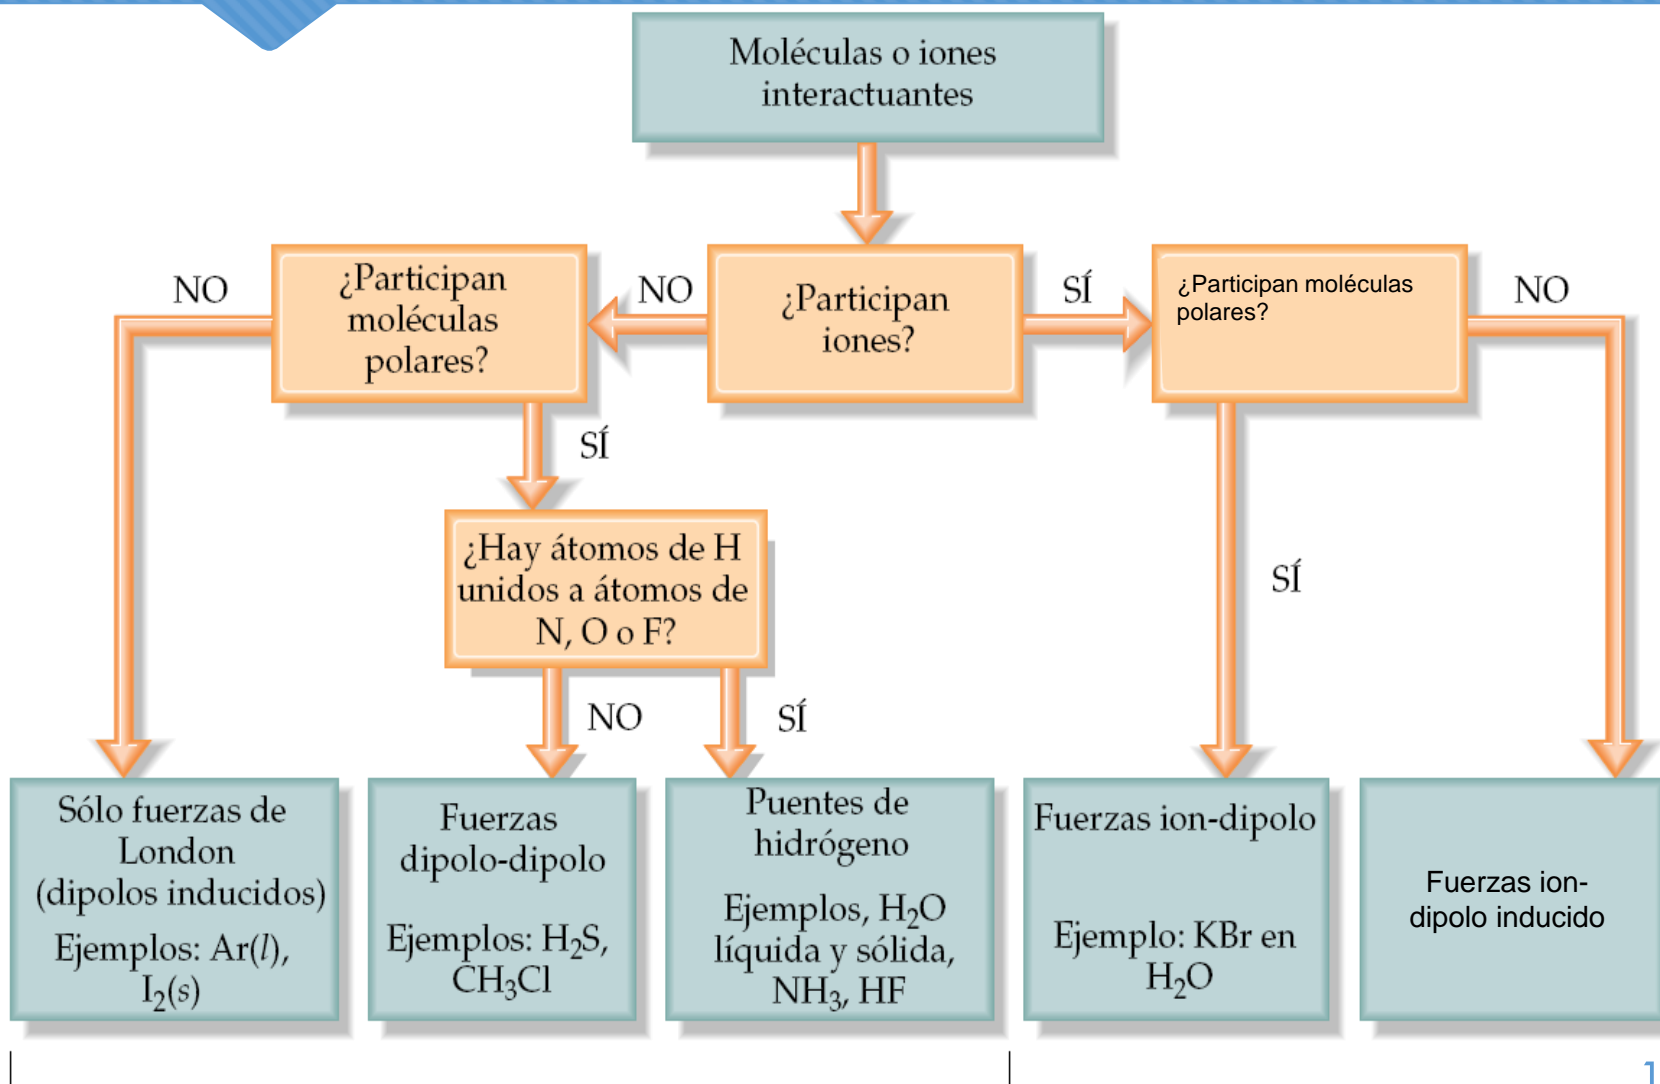 Moléculas o iones
interactuantes
NO
¿Participan
moléculas
polares?
NO
¿Participan
iones?
SÍ
¿Participan moléculas
polares?
NO
SÍ
¿Hay átomos de H
unidos a átomos de
N, O o F?
SÍ
NO
SÍ
Sólo fuerzas de
London
(dipolos inducidos)
Ejemplos: Ar(l),
I₂(s)
Fuerzas
dipolo-dipolo
Ejemplos: H₂S,
CH₃Cl
Puentes de
hidrógeno
Ejemplos, H₂O
líquida y sólida,
NH₃, HF
Fuerzas ion-dipolo
Ejemplo: KBr en
H₂O
Fuerzas ion-
dipolo inducido